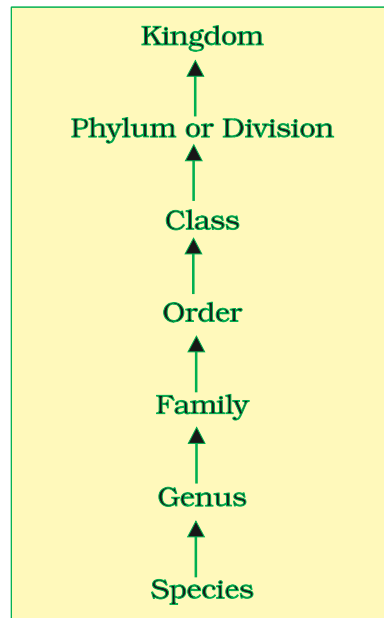 Kingdom
Phylum or Division
Class
Order
Family
Genus
Species